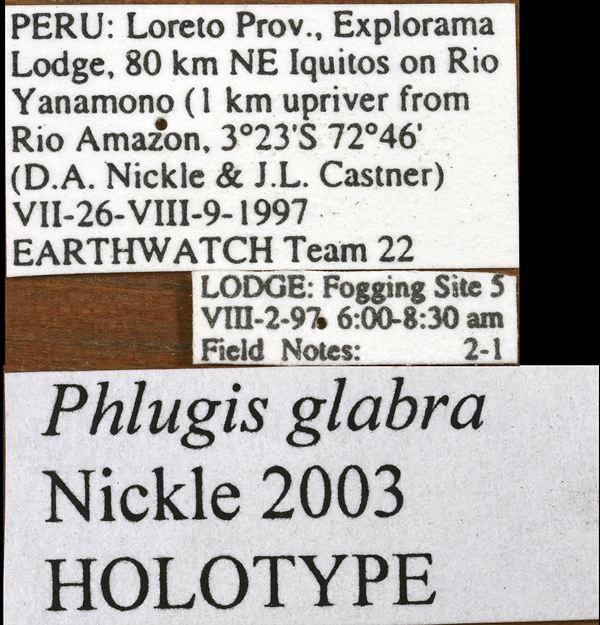 PERU: Loreto Prov., Explorama
Lodge, 80 km NE Iquitos on Rio
Yanamono (1 km upriver from
Rio Amazon, 3°23'S 72°46'
(D.A. Nickle & J.L. Castner)
VII-26-VIII-9-1997
EARTHWATCH Team 22
LODGE: Fogging Site 5
VIII-2-97, 6:00-8:30 am
Field Notes: 2-1
Phlugis glabra
Nickle 2003
HOLOTYPE